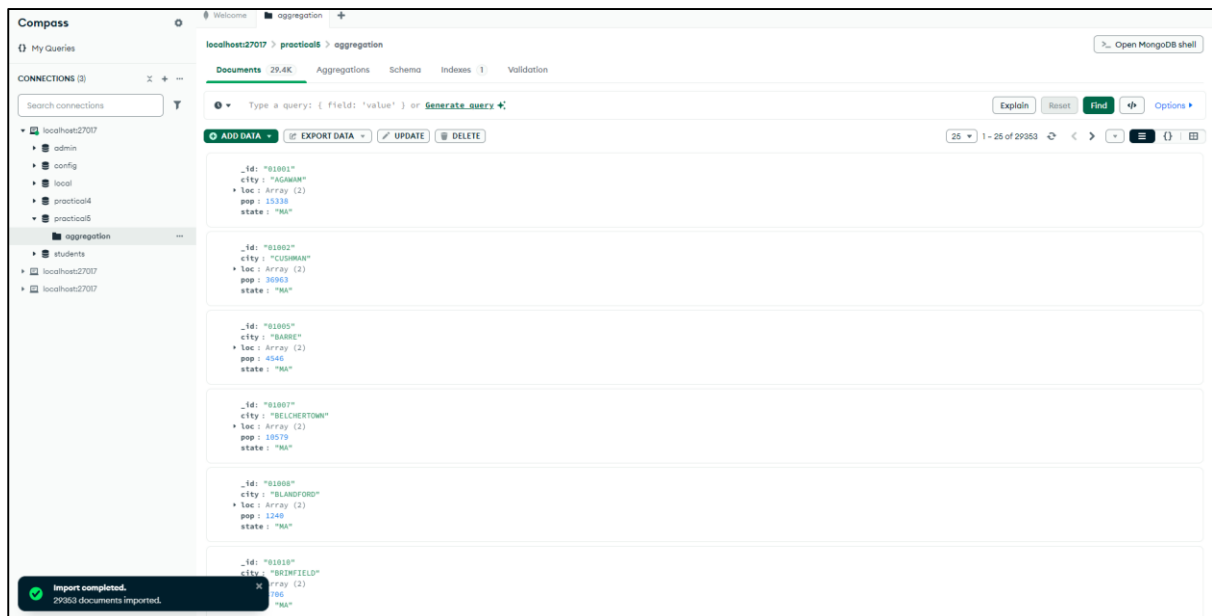 Compass
Welcome
aggregation
{} My Queries
localhost:27017 > practical5 > aggregation
>_ Open MongoDB shell
Documents 29.4K Aggregations Schema Indexes 1 Validation
CONNECTIONS (3)
Search connections
Type a query: { field: 'value' } or Generate query
Explain Reset Find </> Options
ADD DATA EXPORT DATA UPDATE DELETE
25 1 – 25 of 29353 {}
localhost:27017
admin
config
local
practical4
practical5
aggregation
students
localhost:27017
localhost:27017
_id: "01001"
city : "AGAWAM"
loc : Array (2)
pop : 15338
state : "MA"
_id: "01002"
city : "CUSHMAN"
loc : Array (2)
pop : 36963
state : "MA"
_id: "01005"
city : "BARRE"
loc : Array (2)
pop : 4546
state : "MA"
_id: "01007"
city : "BELCHERTOWN"
loc : Array (2)
pop : 10579
state : "MA"
_id: "01008"
city : "BLANDFORD"
loc : Array (2)
pop : 1240
state : "MA"
_id: "01010"
city : "BRIMFIELD"
rray (2)
706
"MA"
Import completed.
29353 documents imported.